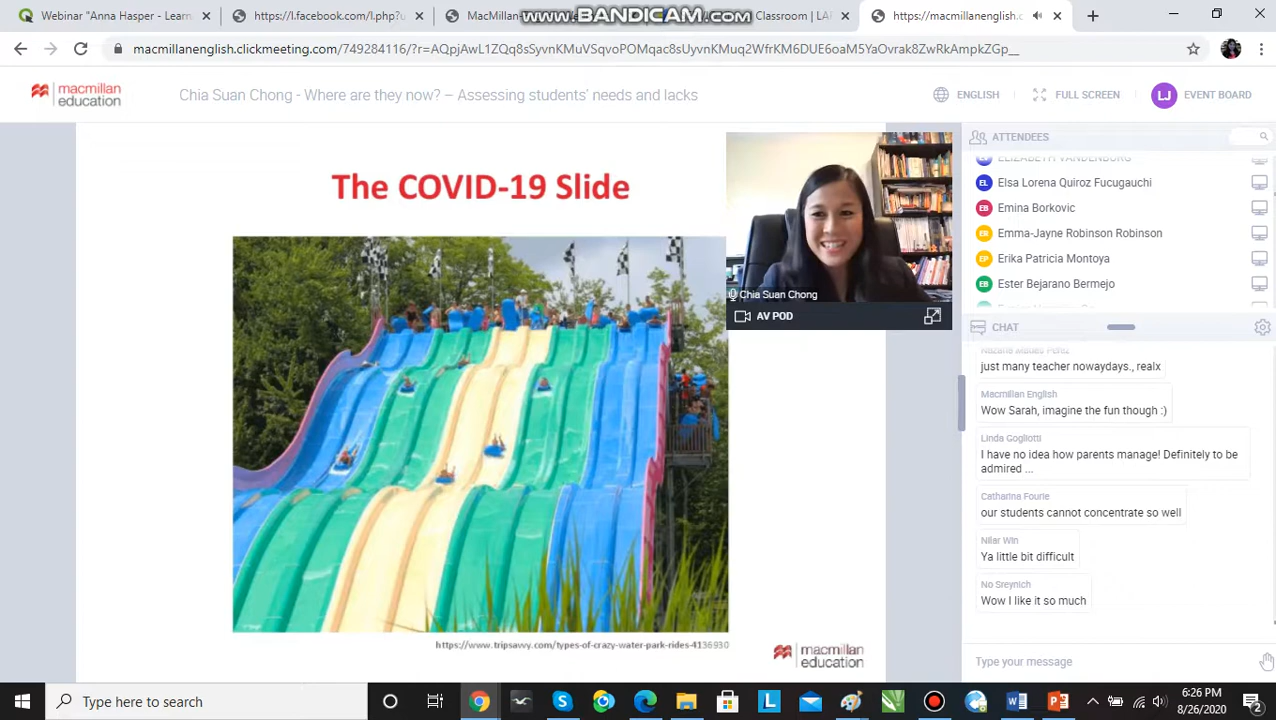 Webinar "Anna Hasper - Learn
https://l.facebook.com/l.php?
MacMillan
www.BANDICAM.com
Classroom | LA
https://macmillanenglish.c
macmillanenglish.clickmeeting.com/749284116/?r=AQpjAwL1ZQq8sSyvnKMuVSqvoPOMqac8sUyvnKMuq2WfrKM6DUE6oaM5YaOvrak8ZwRkAmpkZGp__
macmillan
education
Chia Suan Chong - Where are they now? – Assessing students' needs and lacks
ENGLISH
FULL SCREEN
LJ
EVENT BOARD
The COVID-19 Slide
Chia Suan Chong
AV POD
https://www.tripsavvy.com/types-of-crazy-water-park-rides-4136930
macmillan
education
ATTENDEES
ELIZABETH VANDENBURG
EL Elsa Lorena Quiroz Fucugauchi
EB Emina Borkovic
ER Emma-Jayne Robinson Robinson
EP Erika Patricia Montoya
EB Ester Bejarano Bermejo
CHAT
just many teacher nowaydays., realx
Macmillan English
Wow Sarah, imagine the fun though :)
Linda Gogliotti
I have no idea how parents manage! Definitely to be
admired ...
Catharina Fourie
our students cannot concentrate so well
Nilar Win
Ya little bit difficult
No Sreynich
Wow I like it so much
Type your message
Type here to search
6:26 PM
8/26/2020
2